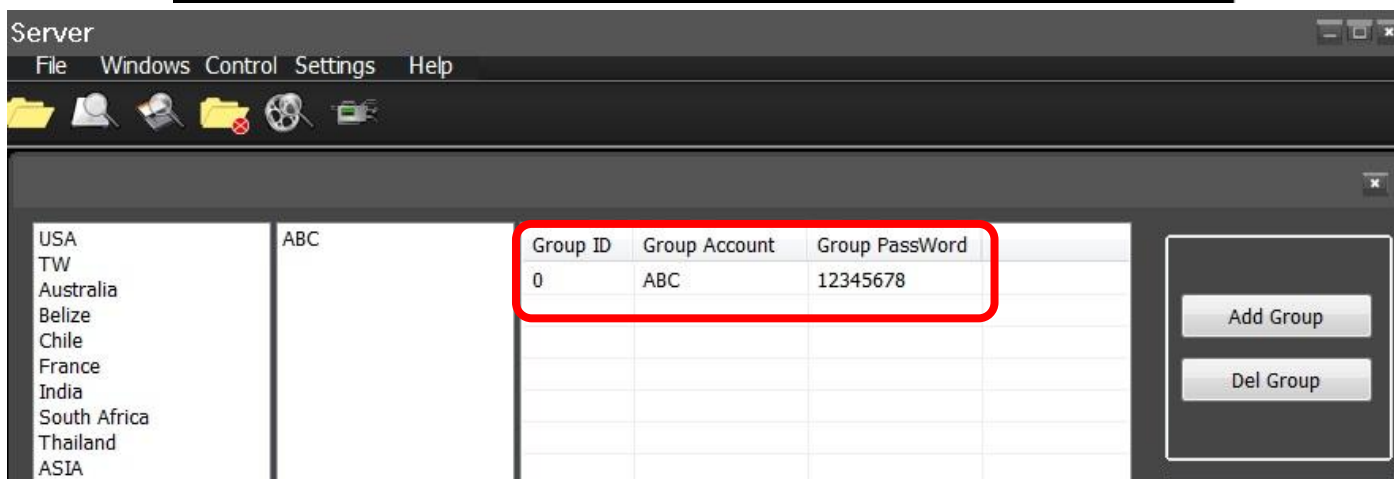 Server
File Windows Control Settings Help
USA
TW
Australia
Belize
Chile
France
India
South Africa
Thailand
ASIA
ABC
Group ID Group Account Group PassWord
0 ABC 12345678
Add Group
Del Group